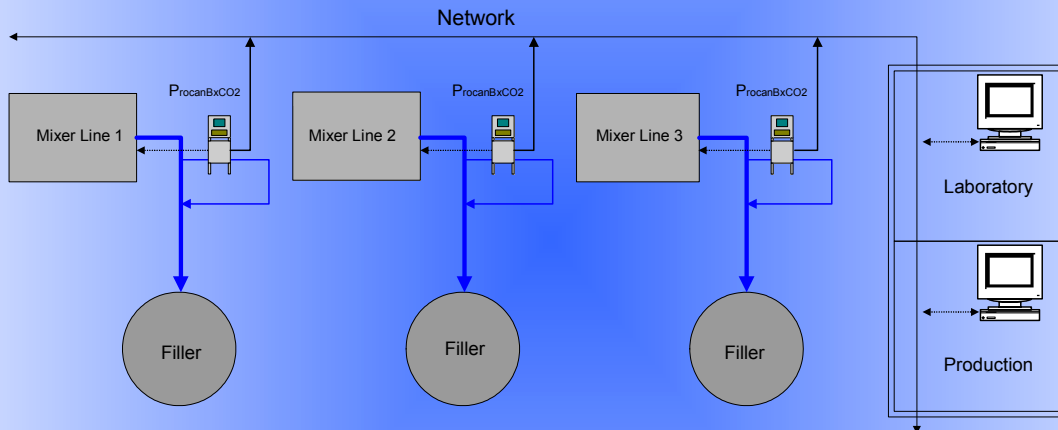 Network
ProcanBxCO2
ProcanBxCO2
ProcanBxCO2
Mixer Line 1
Mixer Line 2
Mixer Line 3
Laboratory
Filler
Filler
Filler
Production